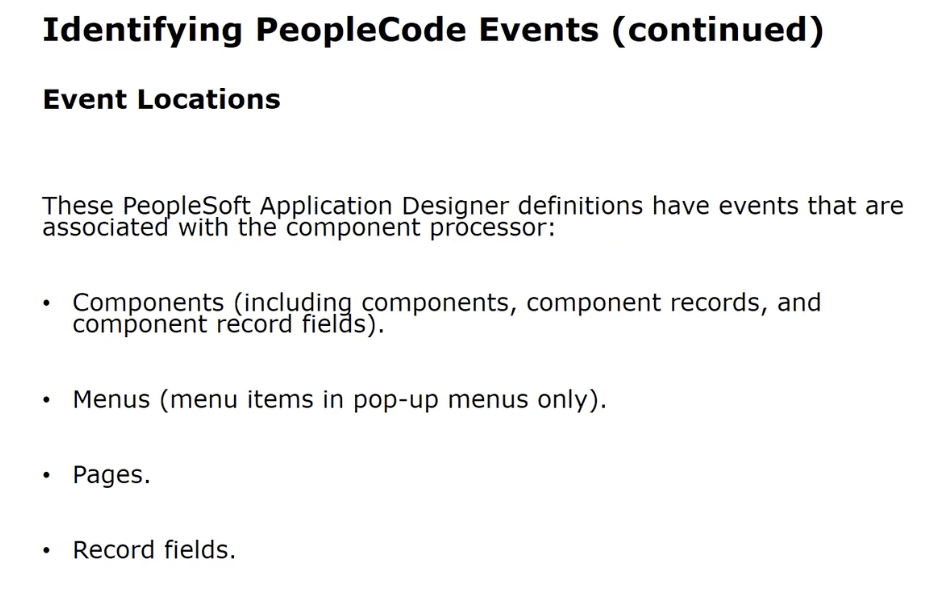 Identifying PeopleCode Events (continued)
Event Locations
These PeopleSoft Application Designer definitions have events that are
associated with the component processor:
• Components (including components, component records, and
component record fields).
• Menus (menu items in pop-up menus only).
• Pages.
• Record fields.